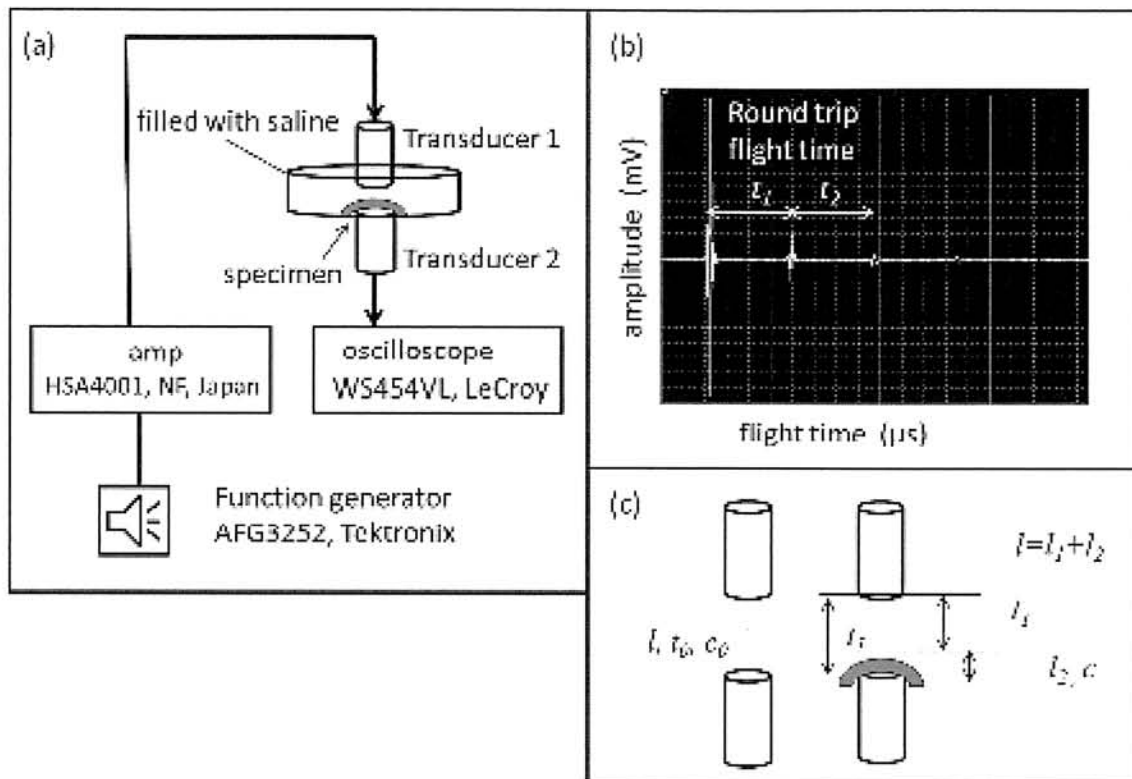 (a)
filled with saline
Transducer 1
specimen
Transducer 2
amp
HSA4001, NF, Japan
oscilloscope
WS454VL, LeCroy
Function generator
AFG3252, Tektronix
(b)
Round trip
flight time
t₁ t₂
amplitude (mV)
flight time (μs)
(c)
l=l₁+l₂
l, t₀, c₀
l₁
l₂, c